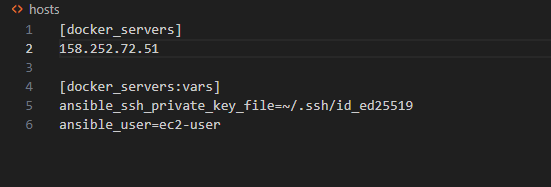 <> hosts
1 [docker_servers]
2 158.252.72.51
3
4 [docker_servers:vars]
5 ansible_ssh_private_key_file=~/.ssh/id_ed25519
6 ansible_user=ec2-user